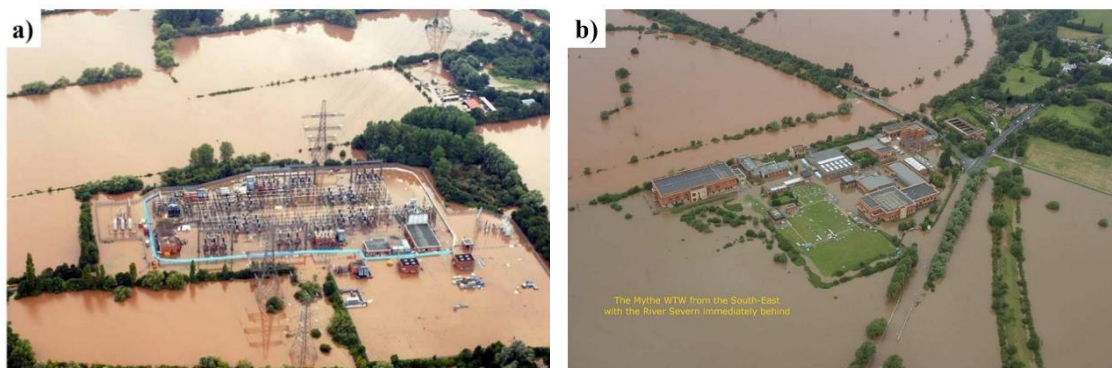 a)
b)
The Mythe WTW from the South-East
with the River Severn immediately behind